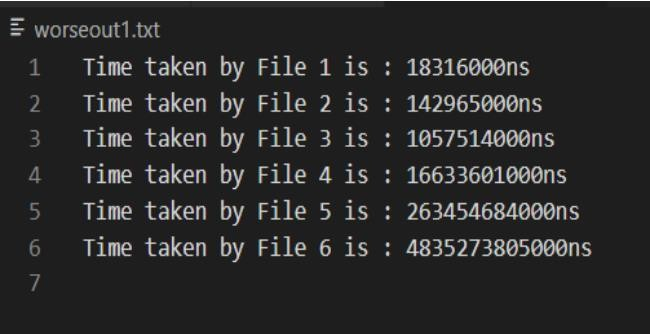 worseout1.txt
1 Time taken by File 1 is : 18316000ns
2 Time taken by File 2 is : 142965000ns
3 Time taken by File 3 is : 1057514000ns
4 Time taken by File 4 is : 16633601000ns
5 Time taken by File 5 is : 263454684000ns
6 Time taken by File 6 is : 4835273805000ns
7